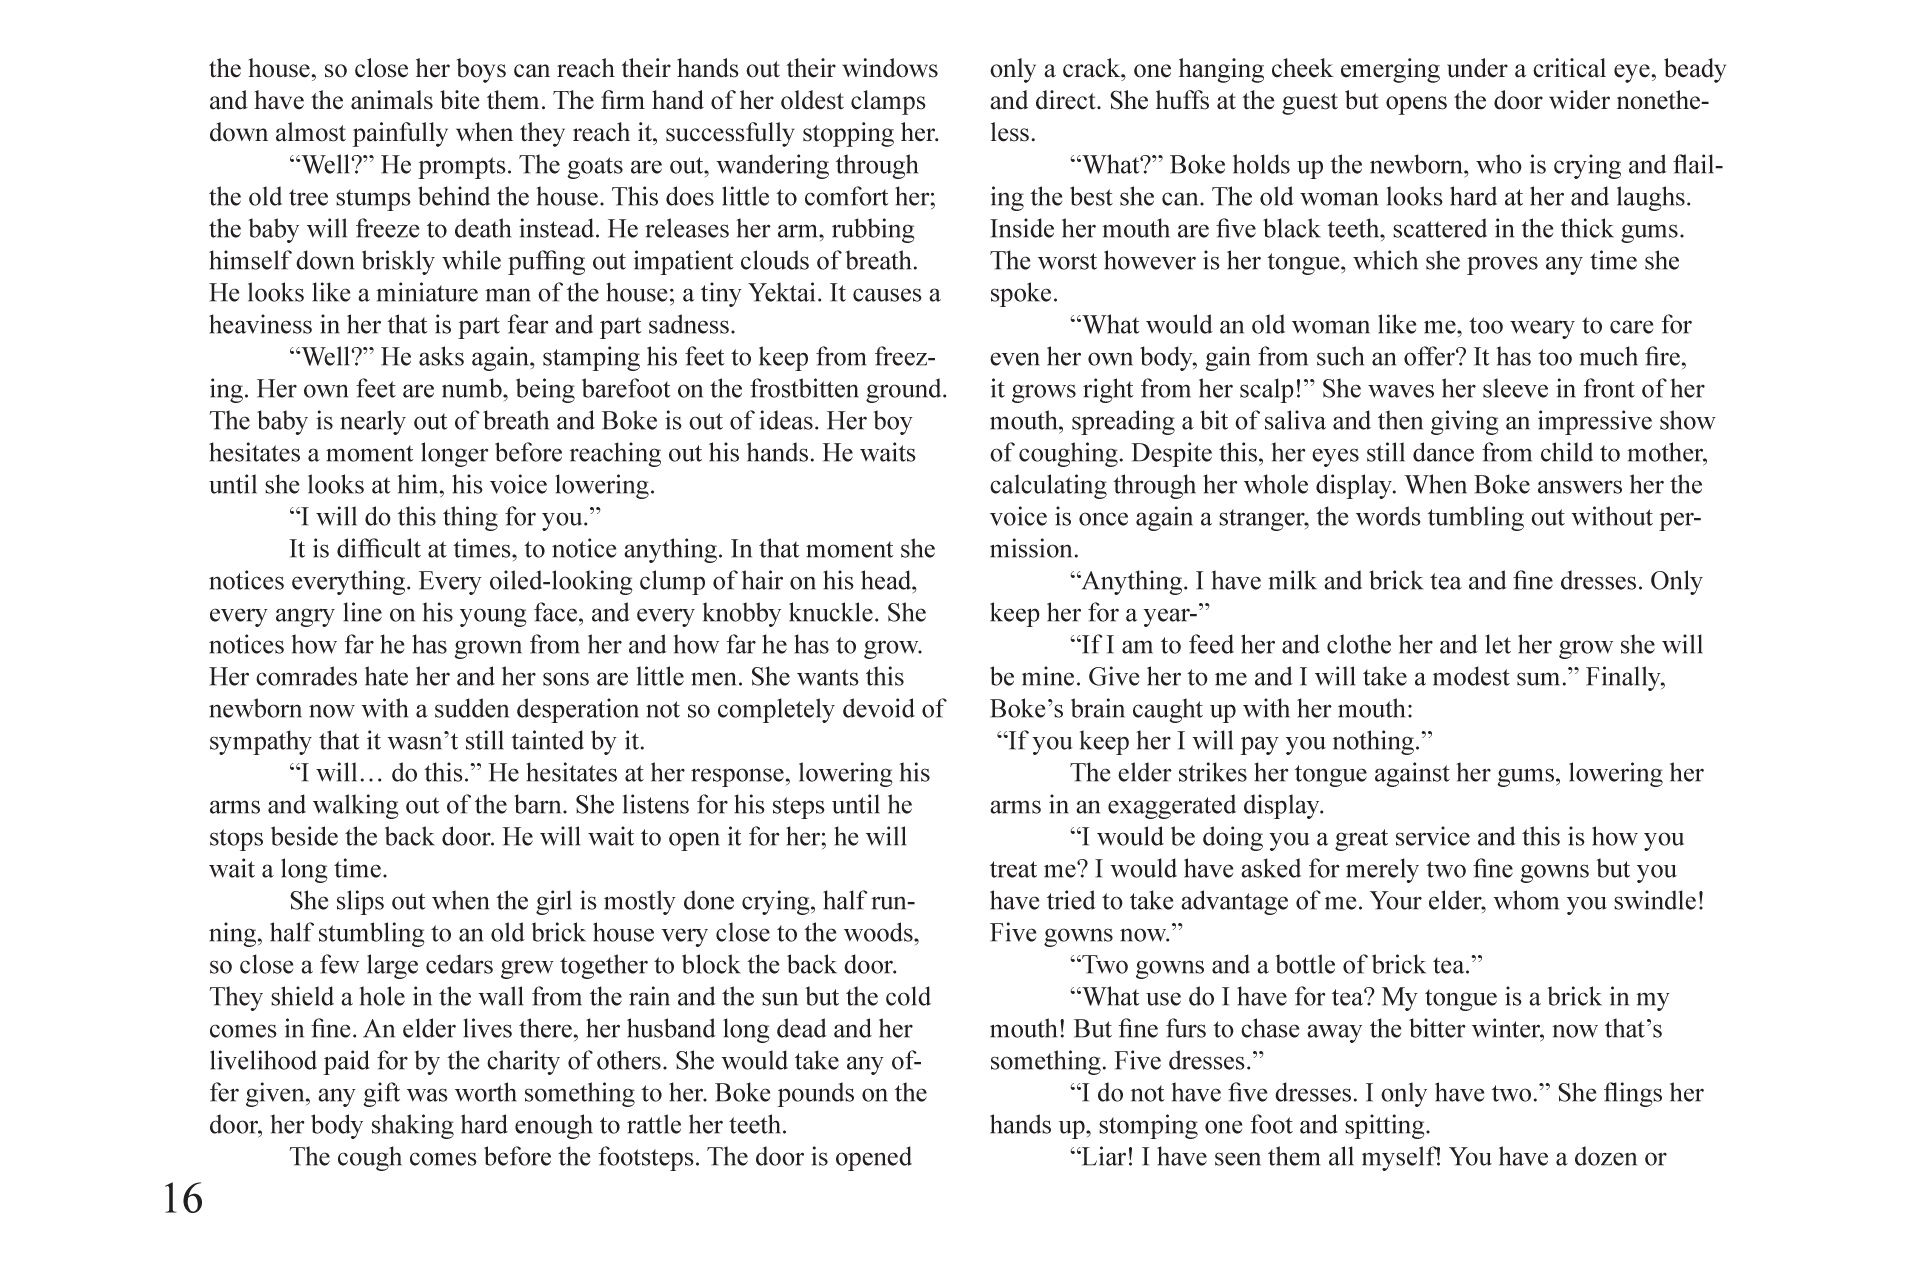 the house, so close her boys can reach their hands out their windows
and have the animals bite them. The firm hand of her oldest clamps
down almost painfully when they reach it, successfully stopping her.
“Well?” He prompts. The goats are out, wandering through
the old tree stumps behind the house. This does little to comfort her;
the baby will freeze to death instead. He releases her arm, rubbing
himself down briskly while puffing out impatient clouds of breath.
He looks like a miniature man of the house; a tiny Yektai. It causes a
heaviness in her that is part fear and part sadness.
“Well?” He asks again, stamping his feet to keep from freez-
ing. Her own feet are numb, being barefoot on the frostbitten ground.
The baby is nearly out of breath and Boke is out of ideas. Her boy
hesitates a moment longer before reaching out his hands. He waits
until she looks at him, his voice lowering.
“I will do this thing for you.”
It is difficult at times, to notice anything. In that moment she
notices everything. Every oiled-looking clump of hair on his head,
every angry line on his young face, and every knobby knuckle. She
notices how far he has grown from her and how far he has to grow.
Her comrades hate her and her sons are little men. She wants this
newborn now with a sudden desperation not so completely devoid of
sympathy that it wasn’t still tainted by it.
“I will… do this.” He hesitates at her response, lowering his
arms and walking out of the barn. She listens for his steps until he
stops beside the back door. He will wait to open it for her; he will
wait a long time.
She slips out when the girl is mostly done crying, half run-
ning, half stumbling to an old brick house very close to the woods,
so close a few large cedars grew together to block the back door.
They shield a hole in the wall from the rain and the sun but the cold
comes in fine. An elder lives there, her husband long dead and her
livelihood paid for by the charity of others. She would take any of-
fer given, any gift was worth something to her. Boke pounds on the
door, her body shaking hard enough to rattle her teeth.
The cough comes before the footsteps. The door is opened
16
only a crack, one hanging cheek emerging under a critical eye, beady
and direct. She huffs at the guest but opens the door wider nonethe-
less.
“What?” Boke holds up the newborn, who is crying and flail-
ing the best she can. The old woman looks hard at her and laughs.
Inside her mouth are five black teeth, scattered in the thick gums.
The worst however is her tongue, which she proves any time she
spoke.
“What would an old woman like me, too weary to care for
even her own body, gain from such an offer? It has too much fire,
it grows right from her scalp!” She waves her sleeve in front of her
mouth, spreading a bit of saliva and then giving an impressive show
of coughing. Despite this, her eyes still dance from child to mother,
calculating through her whole display. When Boke answers her the
voice is once again a stranger, the words tumbling out without per-
mission.
“Anything. I have milk and brick tea and fine dresses. Only
keep her for a year-”
“If I am to feed her and clothe her and let her grow she will
be mine. Give her to me and I will take a modest sum.” Finally,
Boke’s brain caught up with her mouth:
“If you keep her I will pay you nothing.”
The elder strikes her tongue against her gums, lowering her
arms in an exaggerated display.
“I would be doing you a great service and this is how you
treat me? I would have asked for merely two fine gowns but you
have tried to take advantage of me. Your elder, whom you swindle!
Five gowns now.”
“Two gowns and a bottle of brick tea.”
“What use do I have for tea? My tongue is a brick in my
mouth! But fine furs to chase away the bitter winter, now that’s
something. Five dresses.”
“I do not have five dresses. I only have two.” She flings her
hands up, stomping one foot and spitting.
“Liar! I have seen them all myself! You have a dozen or